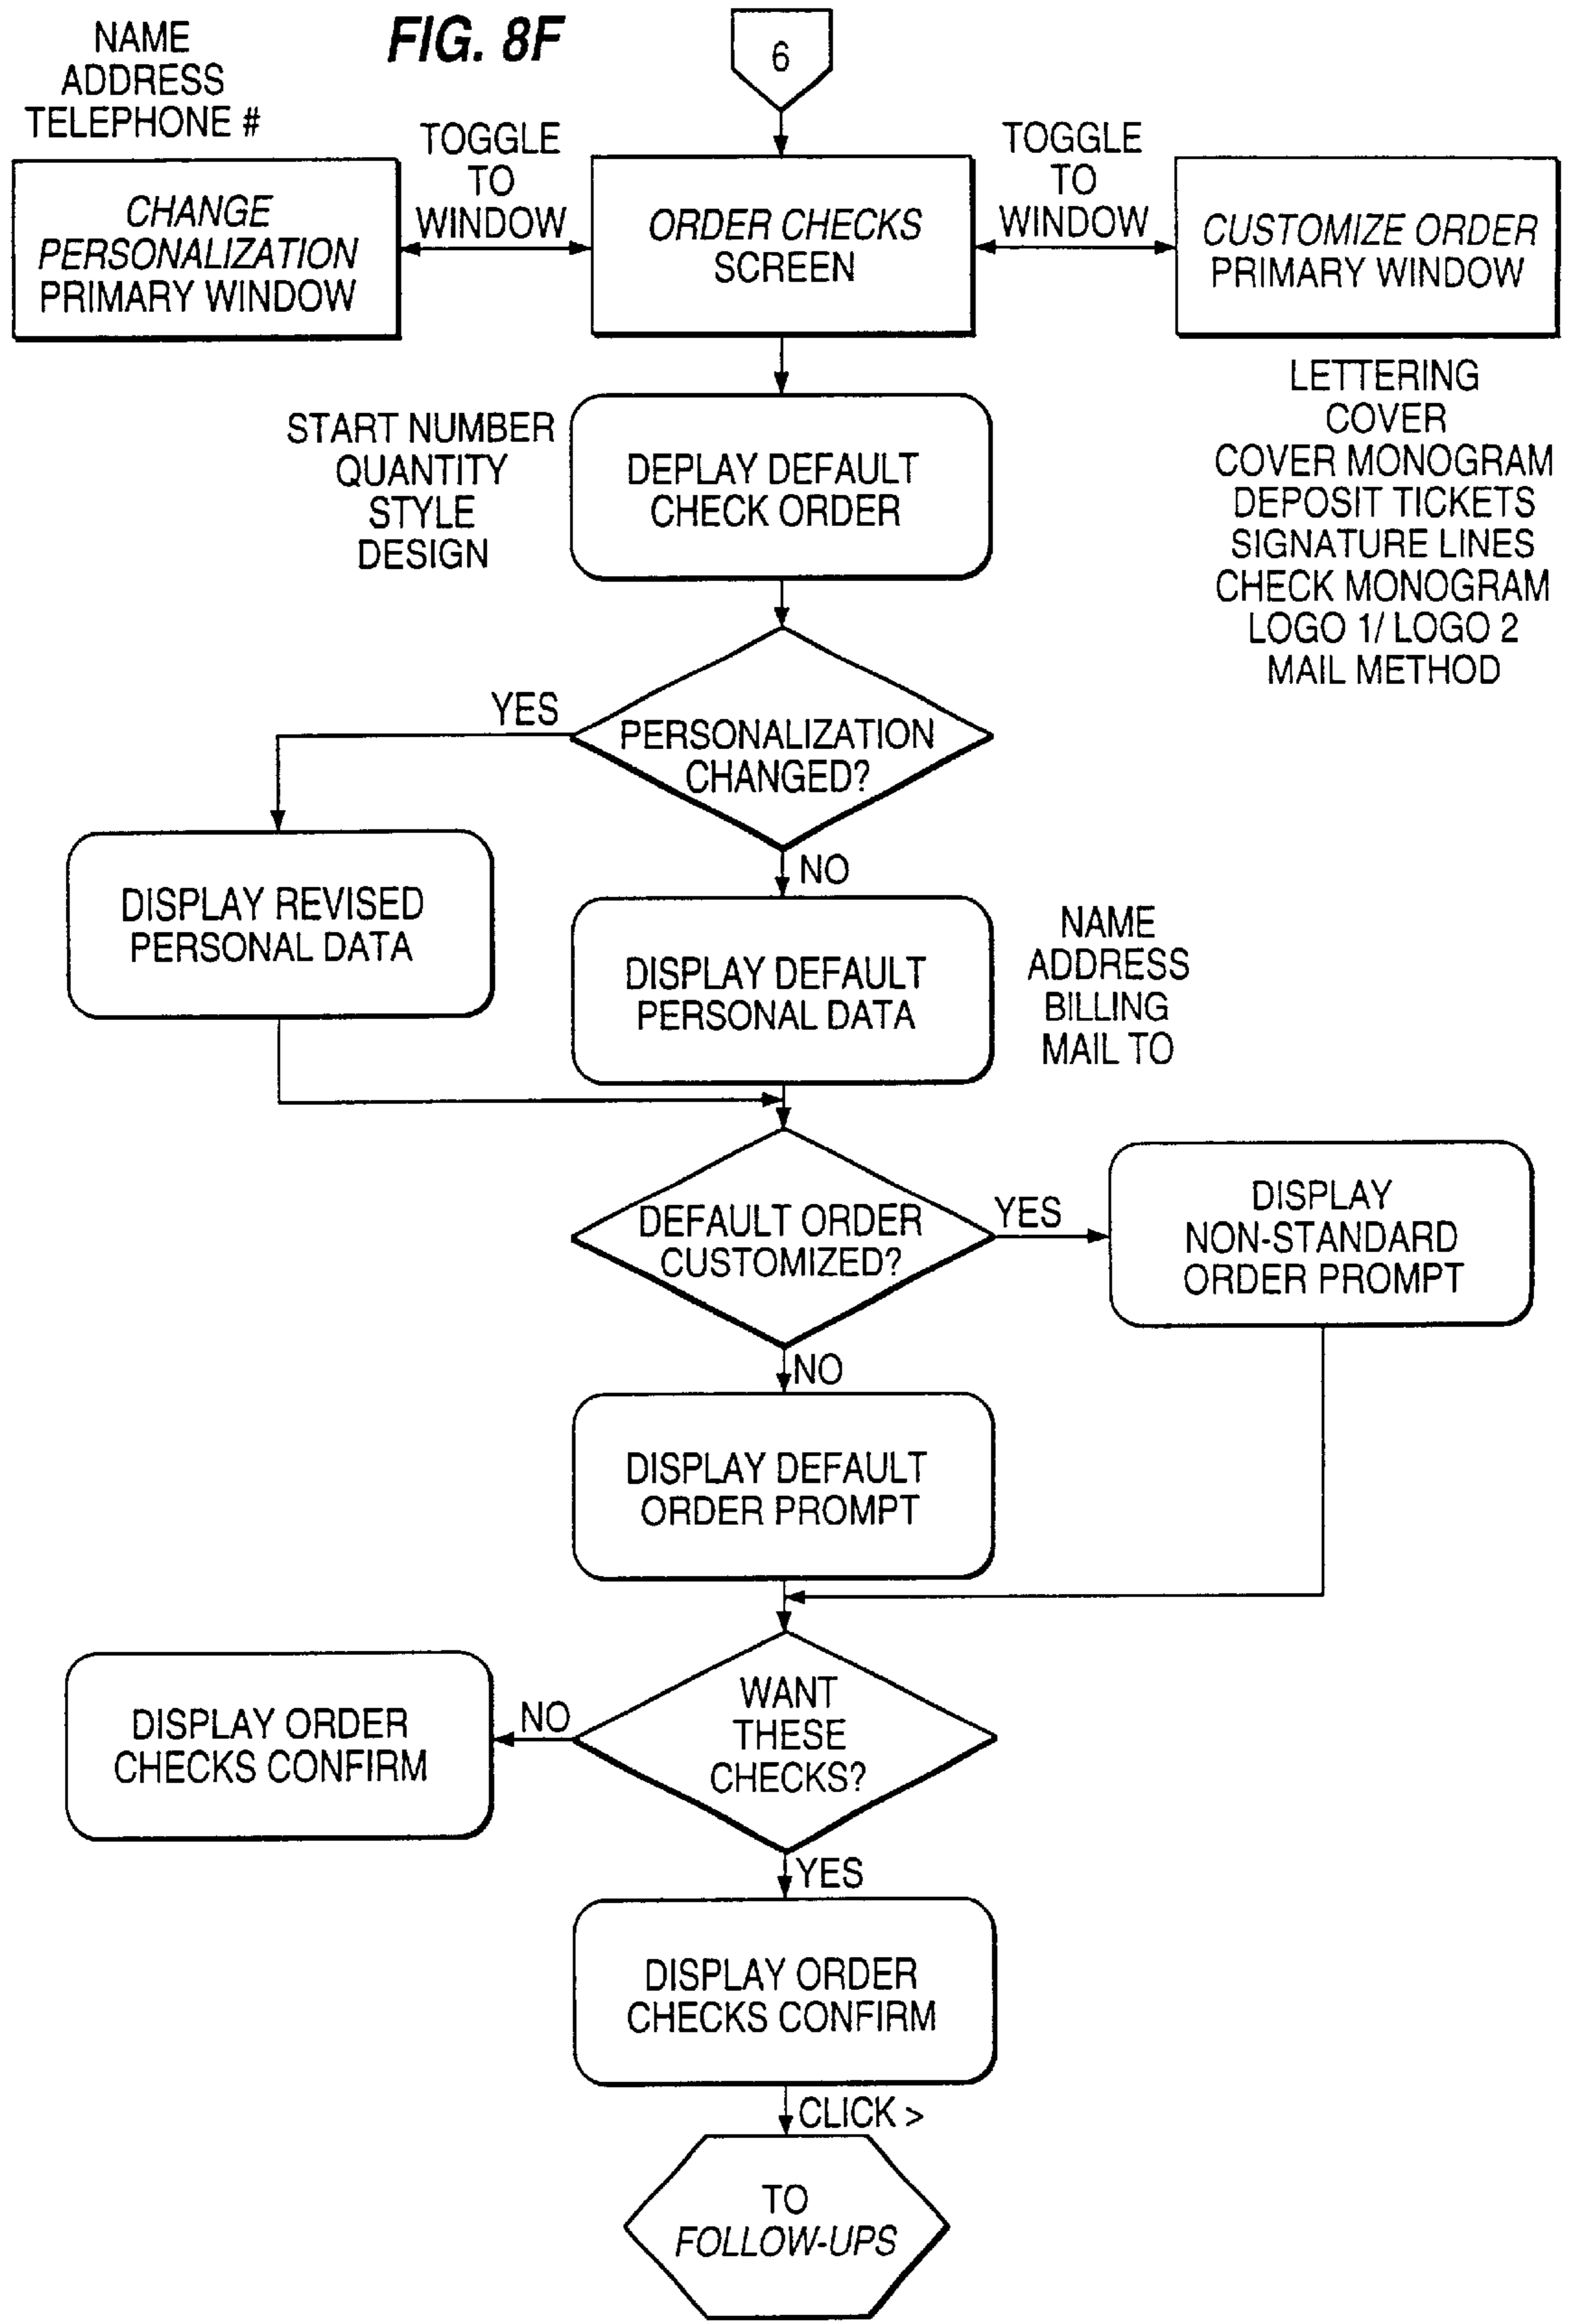 FIG. 8F
6
NAME
ADDRESS
TELEPHONE #
CHANGE
PERSONALIZATION
PRIMARY WINDOW
TOGGLE
TO
WINDOW
ORDER CHECKS
SCREEN
TOGGLE
TO
WINDOW
CUSTOMIZE ORDER
PRIMARY WINDOW
LETTERING
COVER
COVER MONOGRAM
DEPOSIT TICKETS
SIGNATURE LINES
CHECK MONOGRAM
LOGO 1/ LOGO 2
MAIL METHOD
START NUMBER
QUANTITY
STYLE
DESIGN
DEPLAY DEFAULT
CHECK ORDER
PERSONALIZATION
CHANGED?
YES
NO
DISPLAY REVISED
PERSONAL DATA
DISPLAY DEFAULT
PERSONAL DATA
NAME
ADDRESS
BILLING
MAIL TO
DEFAULT ORDER
CUSTOMIZED?
YES
DISPLAY
NON-STANDARD
ORDER PROMPT
NO
DISPLAY DEFAULT
ORDER PROMPT
WANT
THESE
CHECKS?
NO
DISPLAY ORDER
CHECKS CONFIRM
YES
DISPLAY ORDER
CHECKS CONFIRM
CLICK >
TO
FOLLOW-UPS